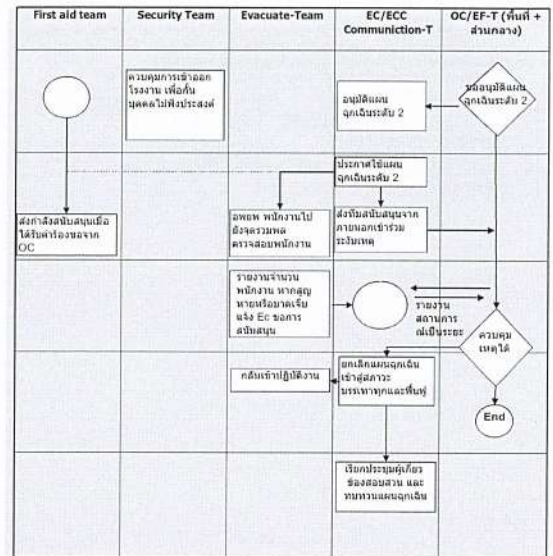 First aid team
Security Team
Evacuate-Team
EC/ECC
Communiction-T
OC/EF-T (พื้นที่ +
ส่วนกลาง)
ควบคุมการเข้าออก
โรงงาน เพื่อกัน
บุคคลไม่พึงประสงค์
อนุมัติแผน
ฉุกเฉินระดับ 2
ขออนุมัติแผน
ฉุกเฉินระดับ 2
ประกาศใช้แผน
ฉุกเฉินระดับ 2
ส่งกำลังสนับสนุนเมื่อ
ได้รับคำร้องขอจาก
OC
อพยพ พนักงานไป
ยังจุดรวมพล
ตรวจสอบพนักงาน
ส่งทีมสนับสนุนจาก
ภายนอกเข้าร่วม
ระงับเหตุ
รายงานจำนวน
พนักงาน หากสูญ
หายหรือบาดเจ็บ
แจ้ง Ec ขอการ
สนับสนุน
รายงาน
สถานการ
ณ์เป็นระยะ
ควบคุม
เหตุได้
กลับเข้าปฏิบัติงาน
ยกเลิกแผนฉุกเฉิน
เข้าสู่สภาวะ
บรรเทาทุกและฟื้นฟู
End
เรียกประชุมผู้เกี่ยว
ข้องสอบสวน และ
ทบทวนแผนฉุกเฉิน